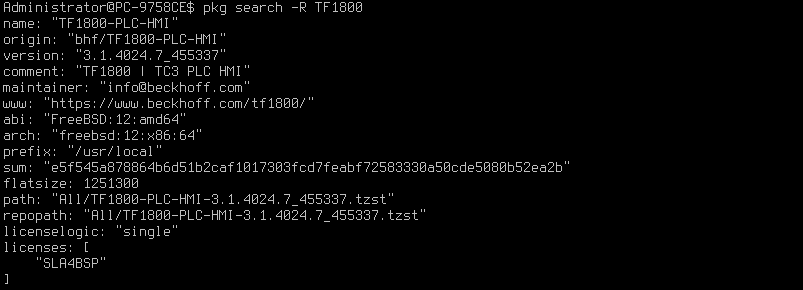 Administrator@PC-9758CE$ pkg search -R TF1800
name: "TF1800-PLC-HMI"
origin: "bhf/TF1800-PLC-HMI"
version: "3.1.4024.7_455337"
comment: "TF1800 | TC3 PLC HMI"
maintainer: "info@beckhoff.com"
www: "https://www.beckhoff.com/tf1800/"
abi: "FreeBSD:12:amd64"
arch: "freebsd:12:x86:64"
prefix: "/usr/local"
sum: "e5f545a878864b6d51b2caf1017303fcd7feabf72583330a50cde5080b52ea2b"
flatsize: 1251300
path: "All/TF1800-PLC-HMI-3.1.4024.7_455337.tzst"
repopath: "All/TF1800-PLC-HMI-3.1.4024.7_455337.tzst"
licenselogic: "single"
licenses: [
    "SLA4BSP"
]